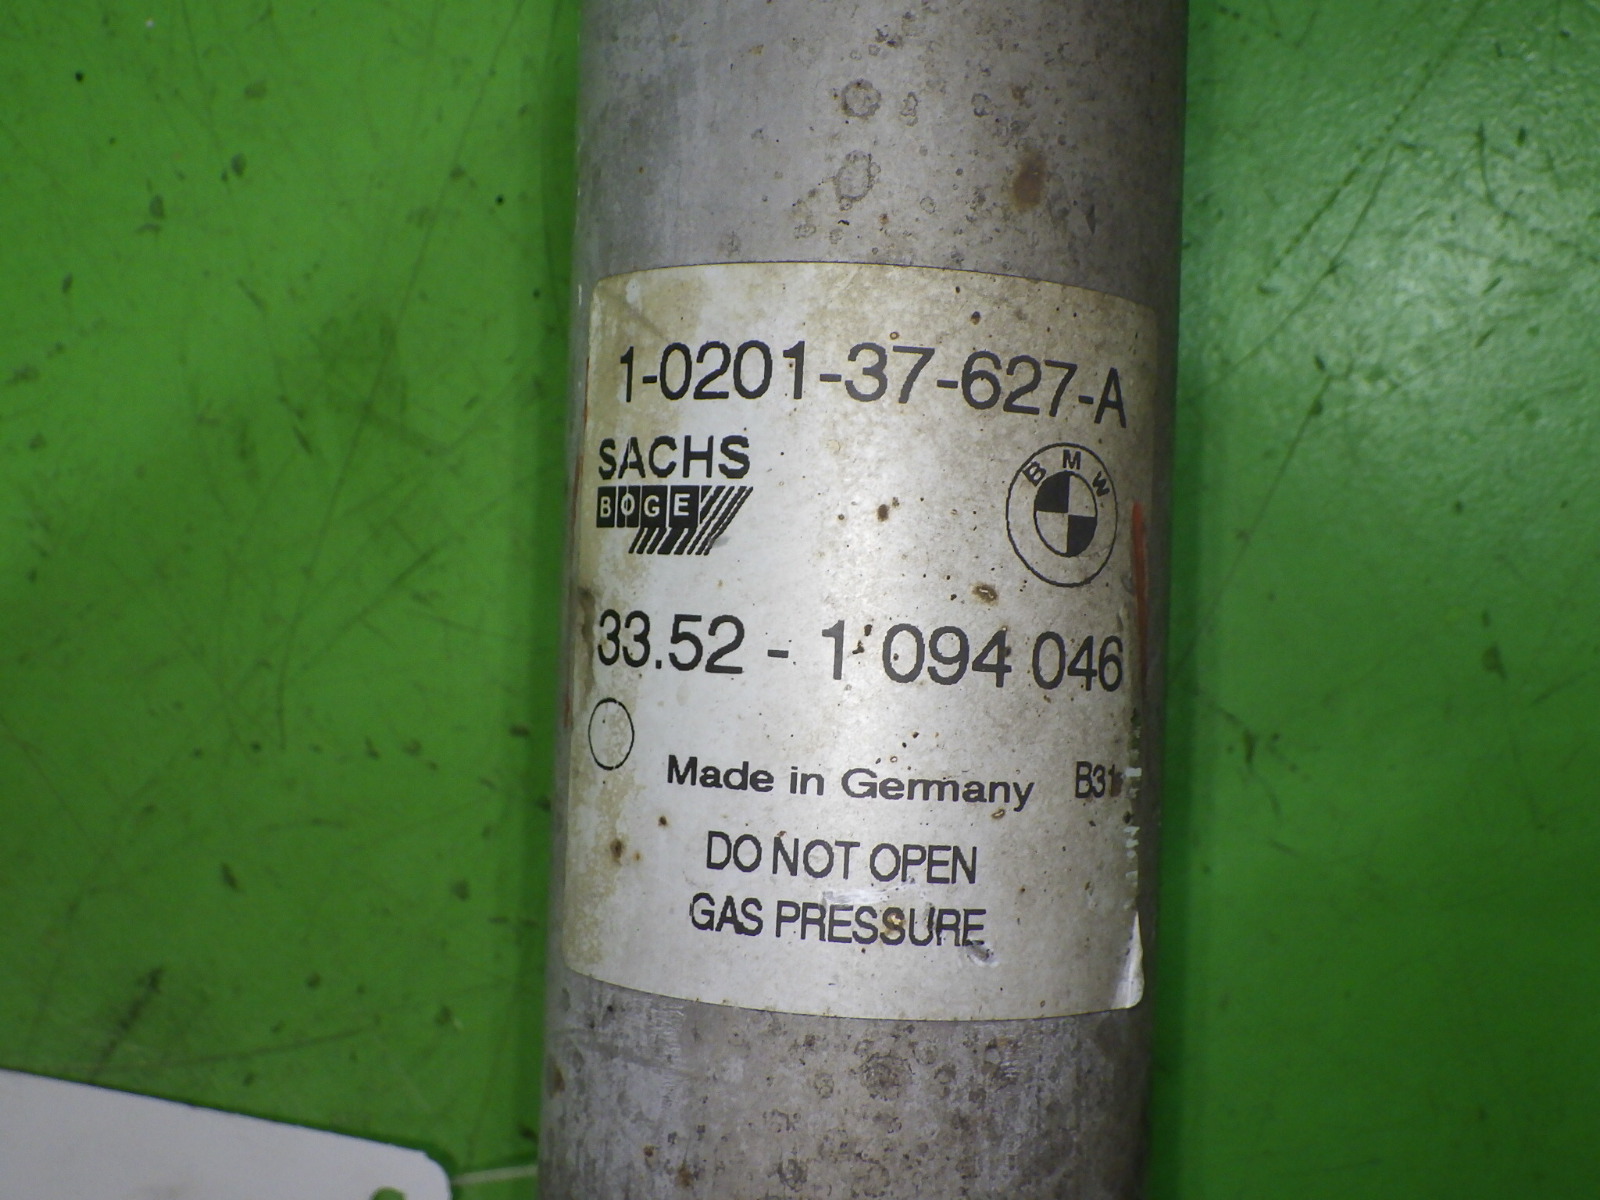 1-0201-37-627-A
SACHS
BOGE
BMW
33.52 - 1 094 046
Made in Germany B31
DO NOT OPEN
GAS PRESSURE